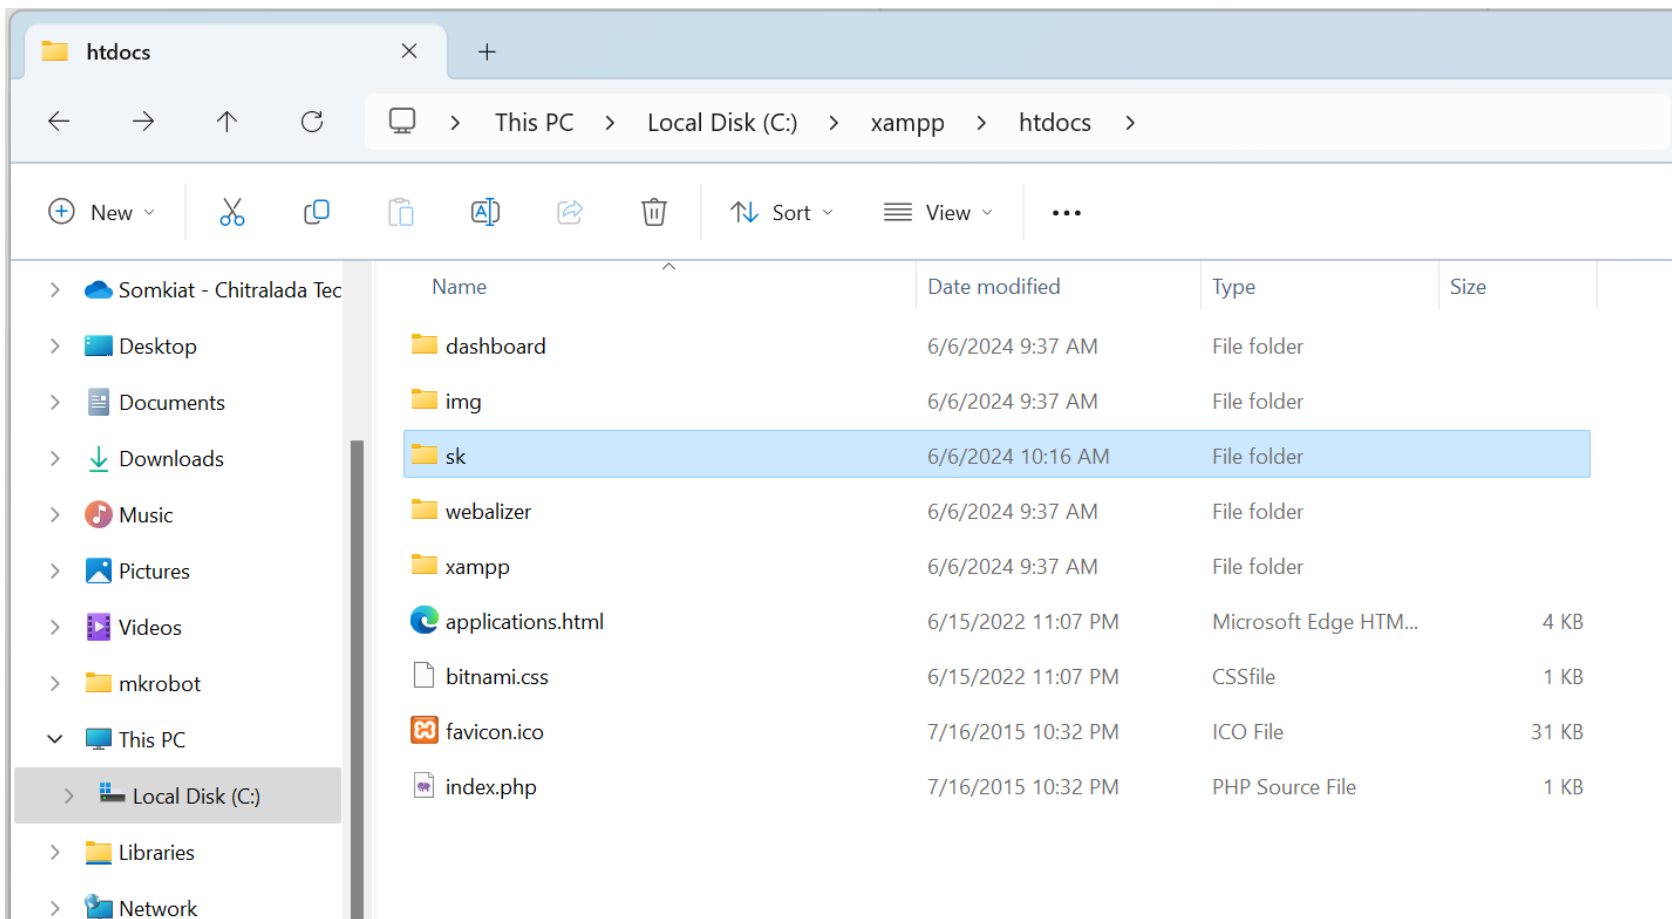 htdocs
This PC > Local Disk (C:) > xampp > htdocs >
New
Sort
View
Name Date modified Type Size
Somkiat - Chitralada Tec
Desktop
Documents
Downloads
Music
Pictures
Videos
mkrobot
This PC
Local Disk (C:)
Libraries
Network
dashboard 6/6/2024 9:37 AM File folder
img 6/6/2024 9:37 AM File folder
sk 6/6/2024 10:16 AM File folder
webalizer 6/6/2024 9:37 AM File folder
xampp 6/6/2024 9:37 AM File folder
applications.html 6/15/2022 11:07 PM Microsoft Edge HTM... 4 KB
bitnami.css 6/15/2022 11:07 PM CSSfile 1 KB
favicon.ico 7/16/2015 10:32 PM ICO File 31 KB
index.php 7/16/2015 10:32 PM PHP Source File 1 KB